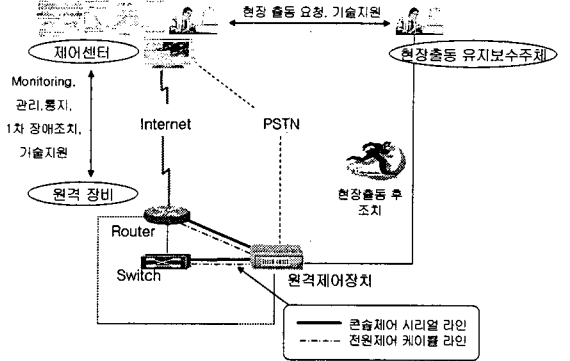 현장 출동 요청, 기술지원
제어센터
현장출동 유지보수주체
Monitoring,
관리,통지,
1차 장애조치,
기술지원
Internet
PSTN
원격 장비
현장출동 후
조치
Router
Switch
원격제어장치
콘솔제어 시리얼 라인
전원제어 케이블 라인